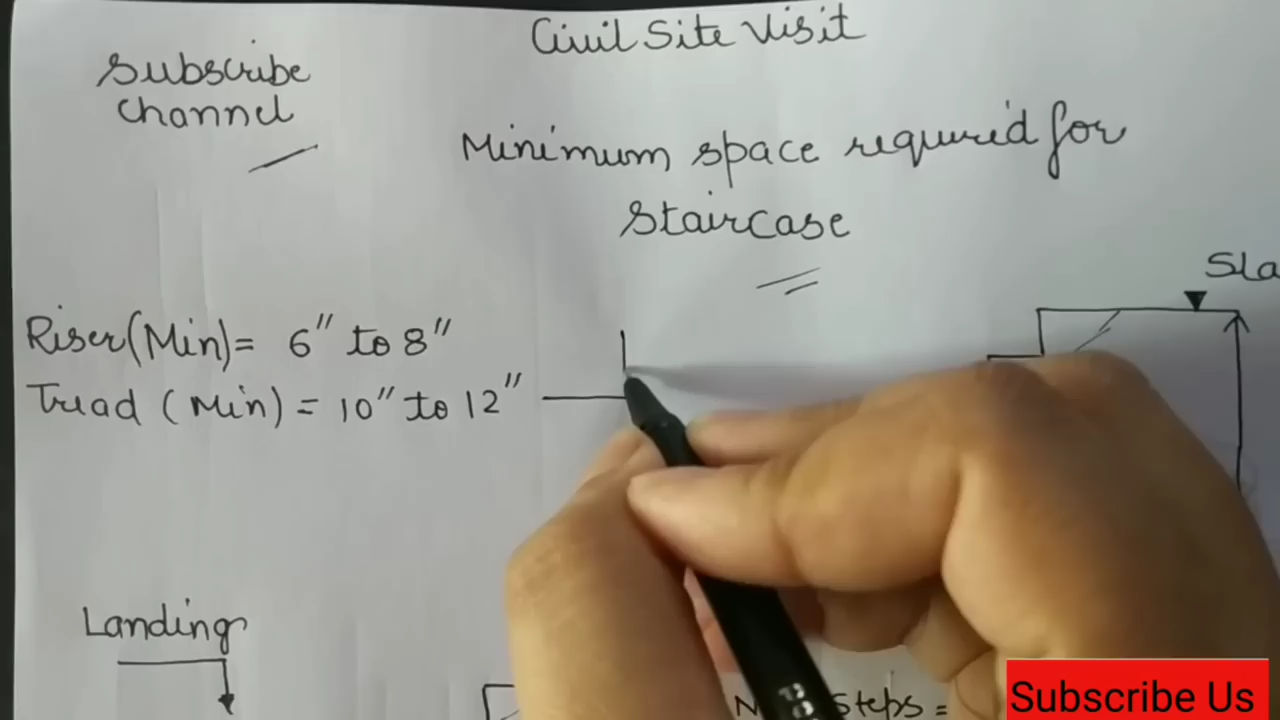 Civil Site Visit
Subscribe
Channel
Minimum space required for
Staircase
Sla
Riser (Min) = 6" to 8"
Tread (Min) = 10" to 12"
Landing
Steps =
Subscribe Us